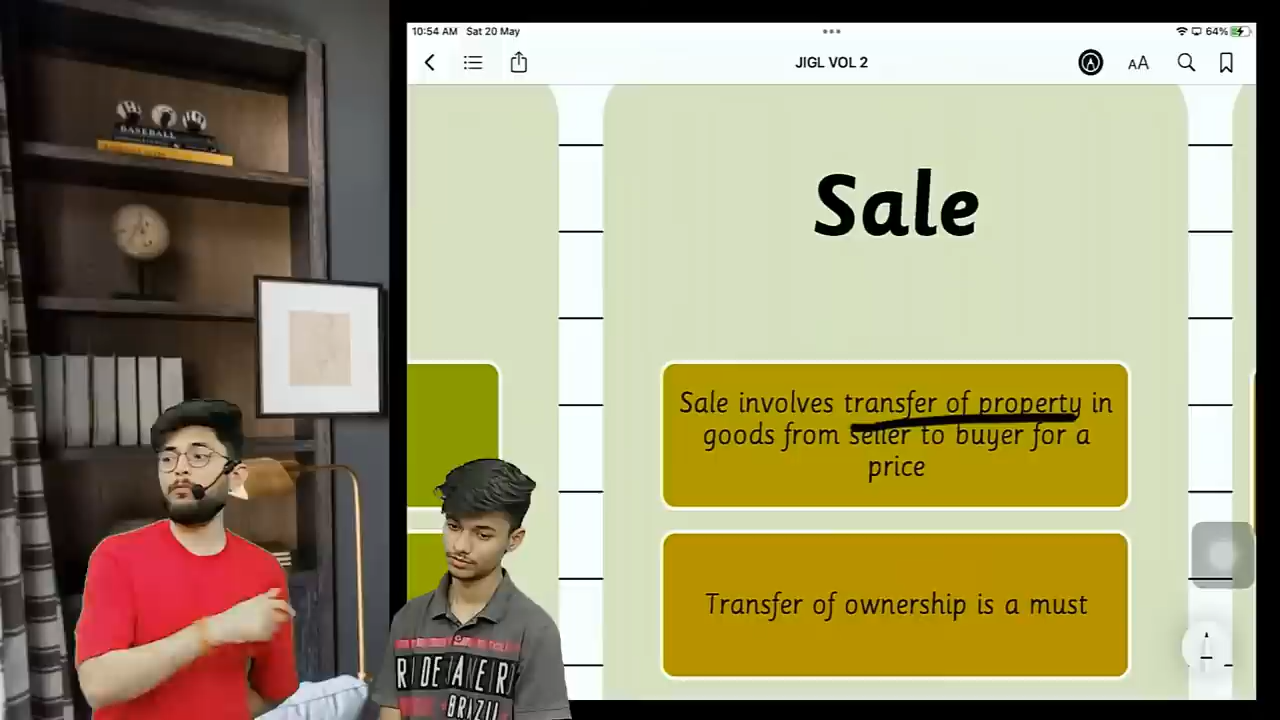 10:54 AM Sat 20 May
64%
JIGL VOL 2
AA
Sale
Sale involves transfer of property in
goods from seller to buyer for a
price
Transfer of ownership is a must
BASEBALL
BRAZIL